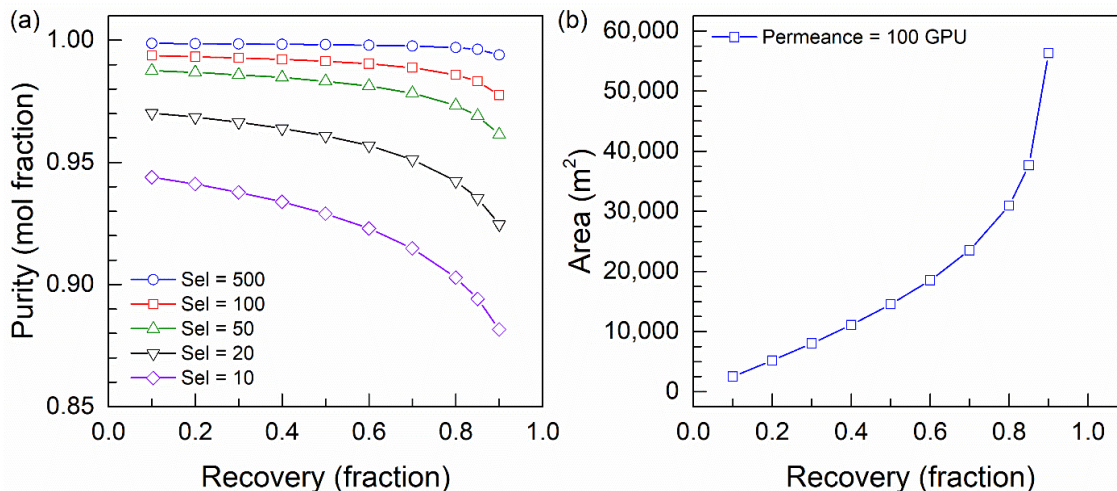 (a)
1.00
0.95
0.90
0.85
Purity (mol fraction)
Sel = 500
Sel = 100
Sel = 50
Sel = 20
Sel = 10
0.0 0.2 0.4 0.6 0.8 1.0
Recovery (fraction)
(b)
60,000
50,000
40,000
30,000
20,000
10,000
0
Area (m²)
Permeance = 100 GPU
0.0 0.2 0.4 0.6 0.8 1.0
Recovery (fraction)